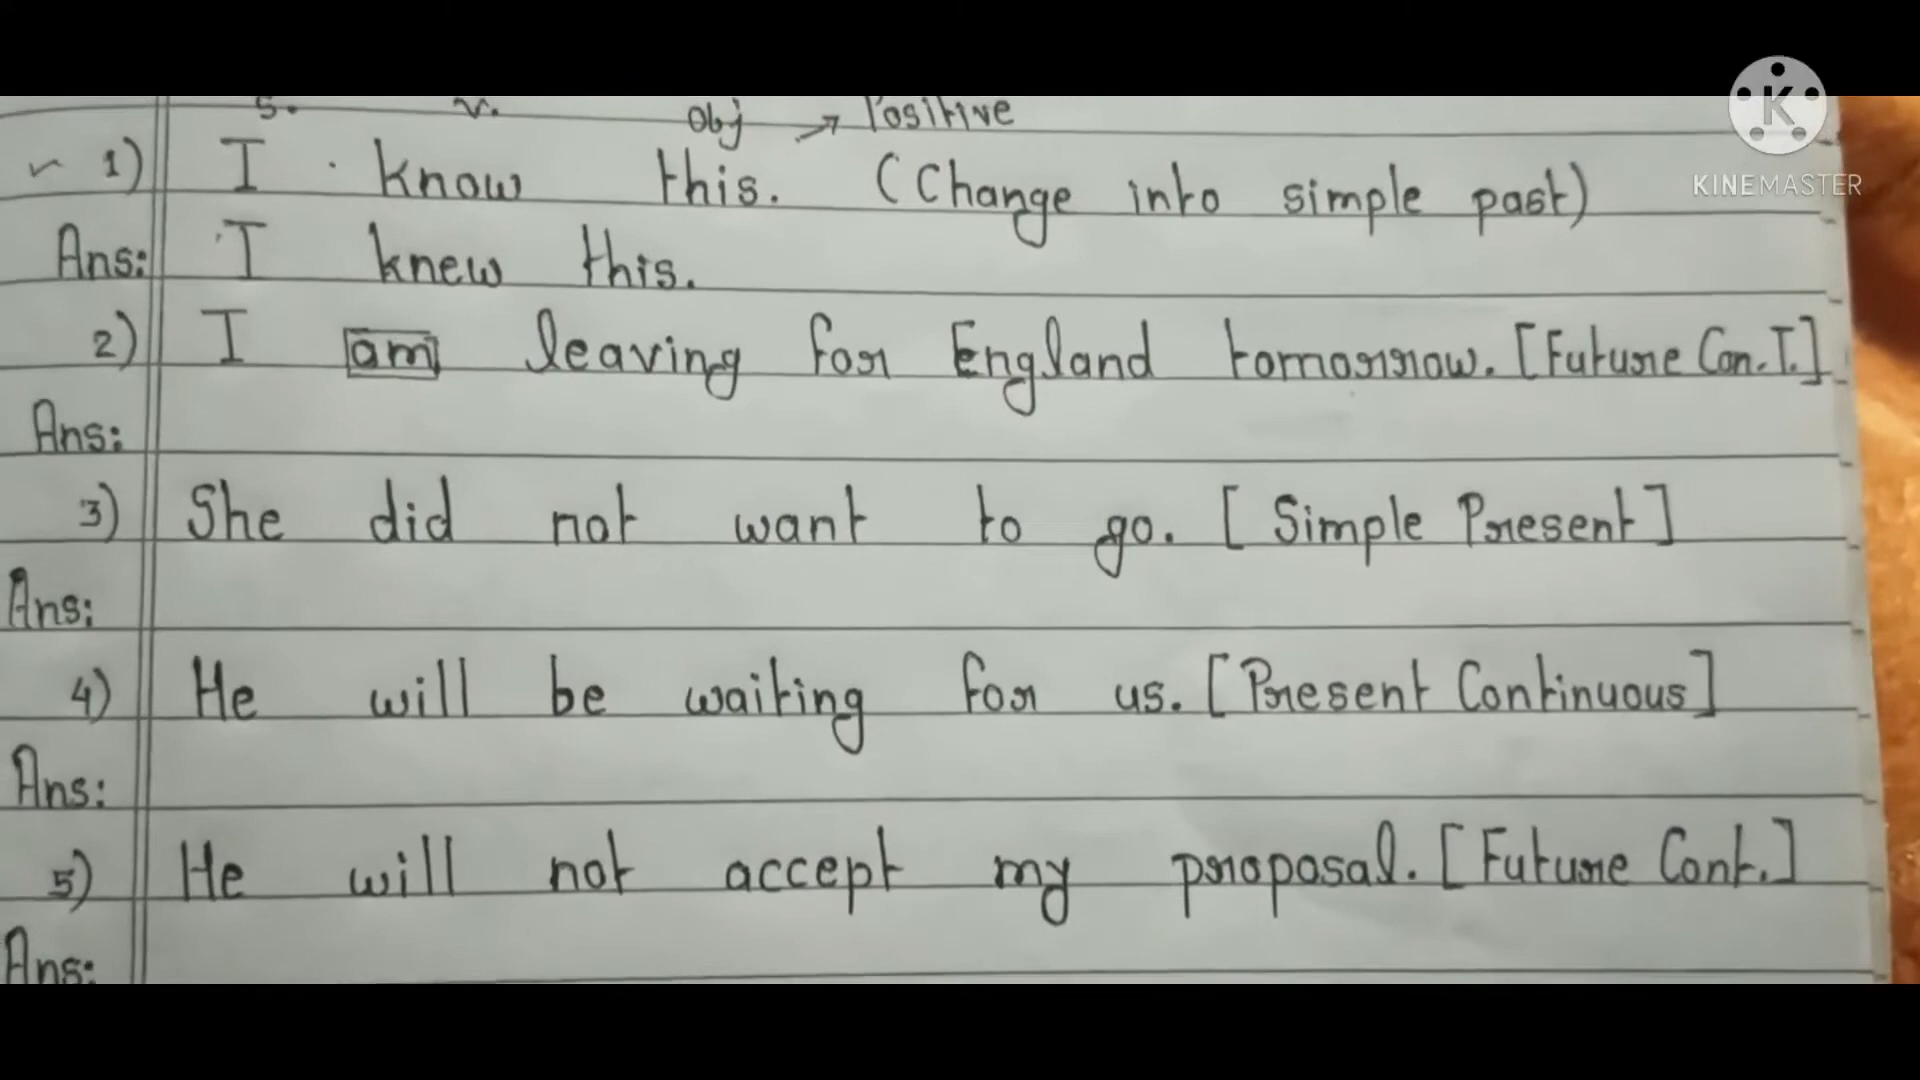 S. v. Obj → Positive
1) I know this. (Change into simple past)
Ans: I knew this.
2) I am leaving for England tomorrow. [Future Con. T.]
Ans:
3) She did not want to go. [Simple Present]
Ans:
4) He will be waiting for us. [Present Continuous]
Ans:
5) He will not accept my proposal. [Future Cont.]
Ans:
K
KINEMASTER